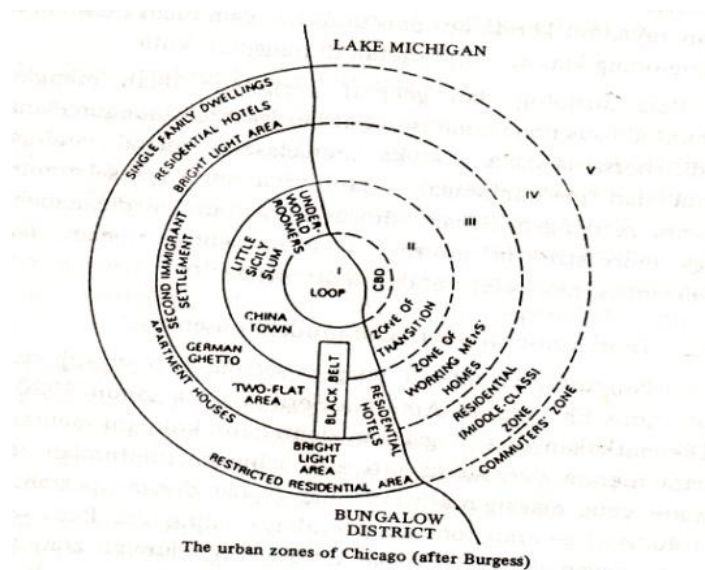 LAKE MICHIGAN
SINGLE FAMILY DWELLINGS
RESIDENTIAL HOTELS
BRIGHT LIGHT AREA
SECOND IMMIGRANT
SETTLEMENT
UNDER-
WORLD
ROOMERS
LITTLE
SICILY
SLUM
I
LOOP
CBD
II
III
V
CHINA
TOWN
GERMAN
GHETTO
TWO-FLAT
AREA
BLACK BELT
ZONE OF
TRANSITION
ZONE OF
WORKING MENS'
HOMES
RESIDENTIAL
(MIDDLE-CLASS)
ZONE
COMMUTERS' ZONE
RESIDENTIAL
HOTELS
APARTMENT HOUSES
BRIGHT
LIGHT
AREA
RESTRICTED RESIDENTIAL AREA
BUNGALOW
DISTRICT
The urban zones of Chicago (after Burgess)